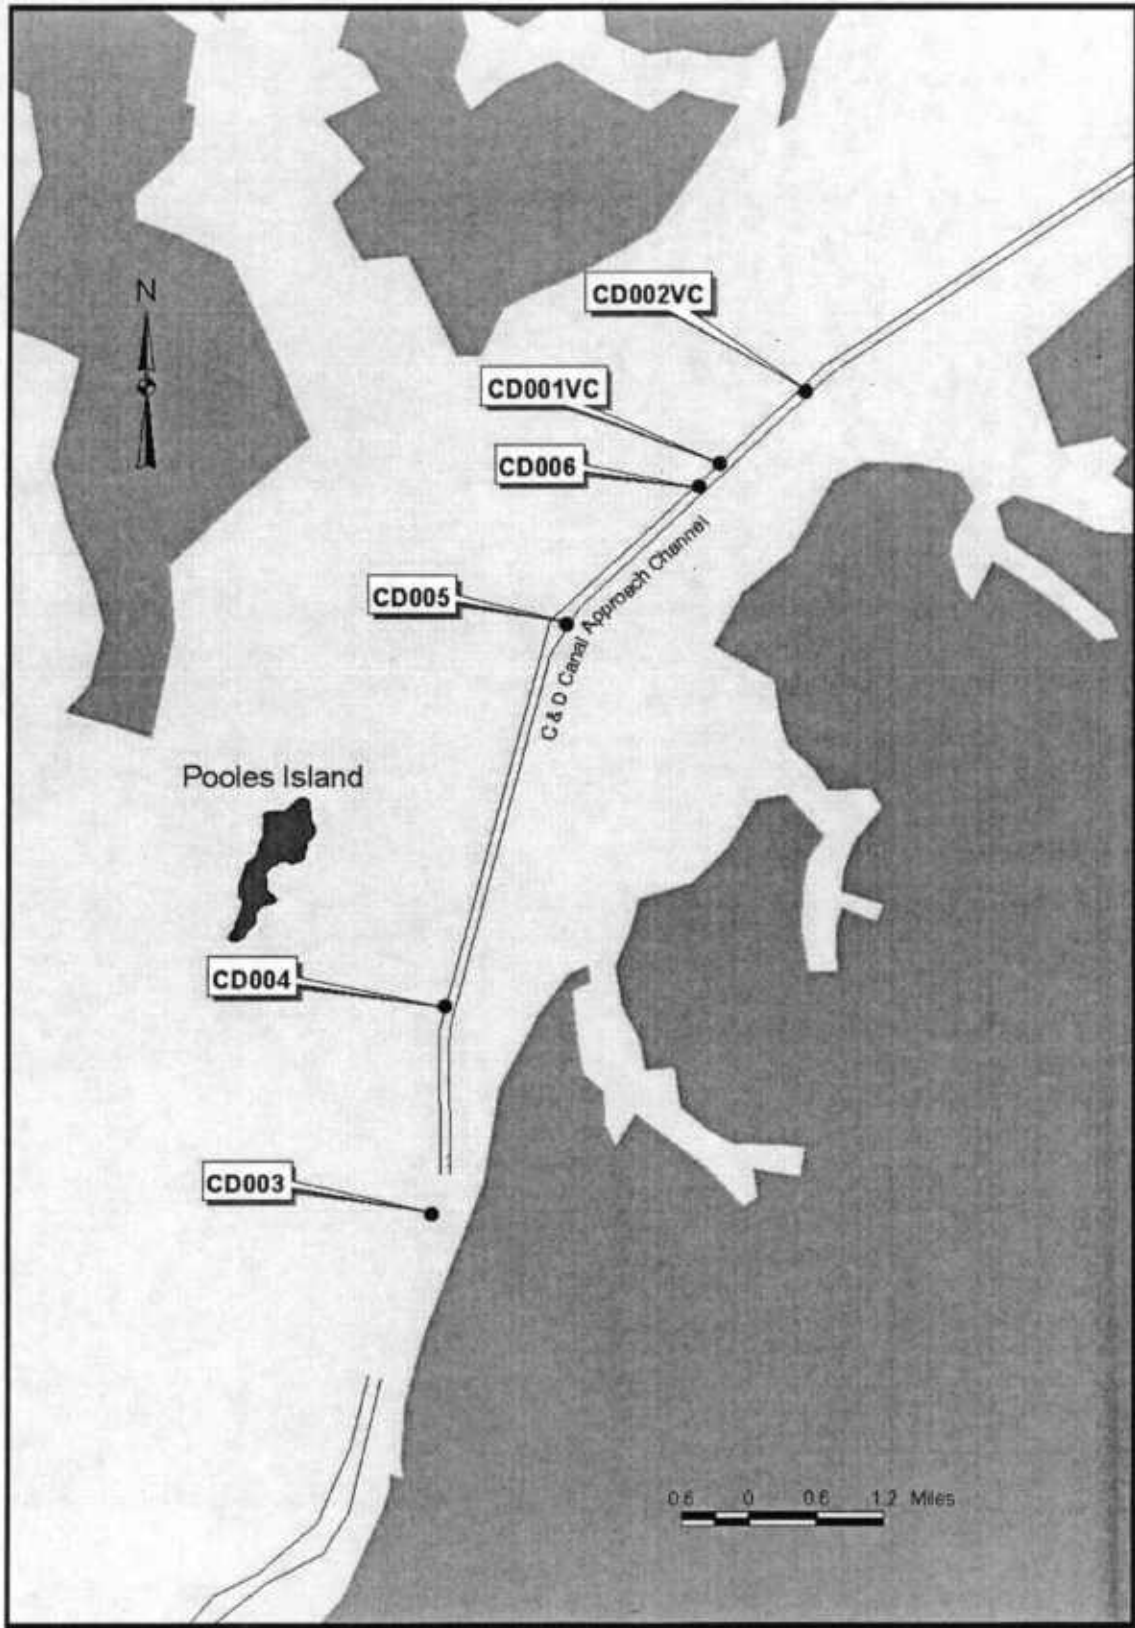 N
CD002VC
CD001VC
CD006
CD005
C & D Canal Approach Channel
Pooles Island
CD004
CD003
0.6 0 0.6 1.2 Miles